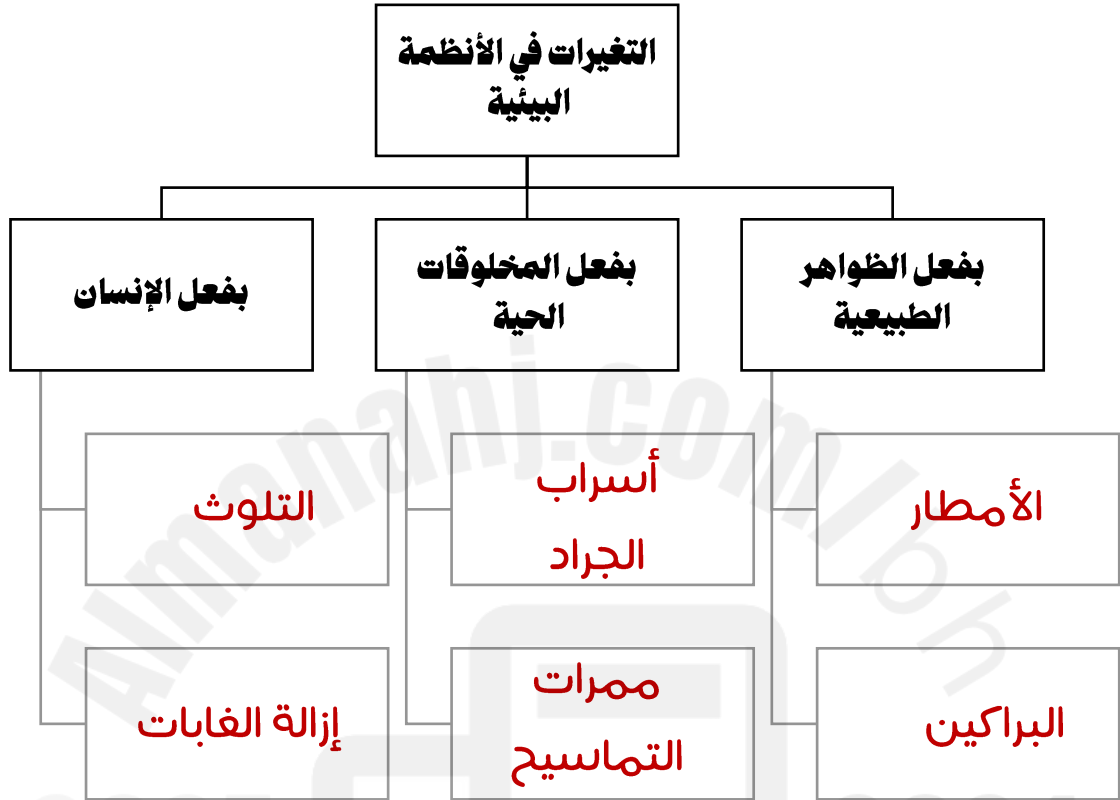 التغيرات في الأنظمة
البيئية
بفعل الظواهر
الطبيعية
بفعل المخلوقات
الحية
بفعل الإنسان
الأمطار
أسراب
الجراد
التلوث
البراكين
ممرات
التماسيح
إزالة الغابات
Almanahj.com/bh